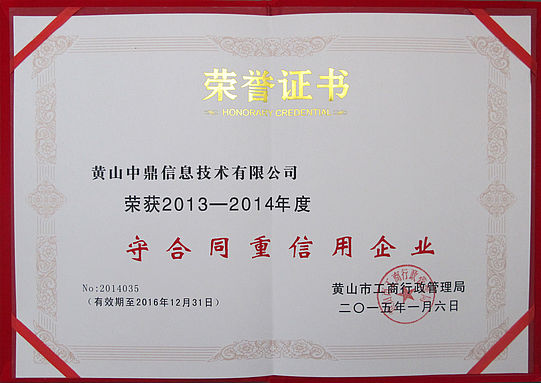 荣誉证书
HONORARY CREDENTIAL
黄山中鼎信息技术有限公司
荣获2013—2014年度
守合同重信用企业
No:2014035
(有效期至2016年12月31日)
黄山市工商行政管理局
二〇一五年一月六日